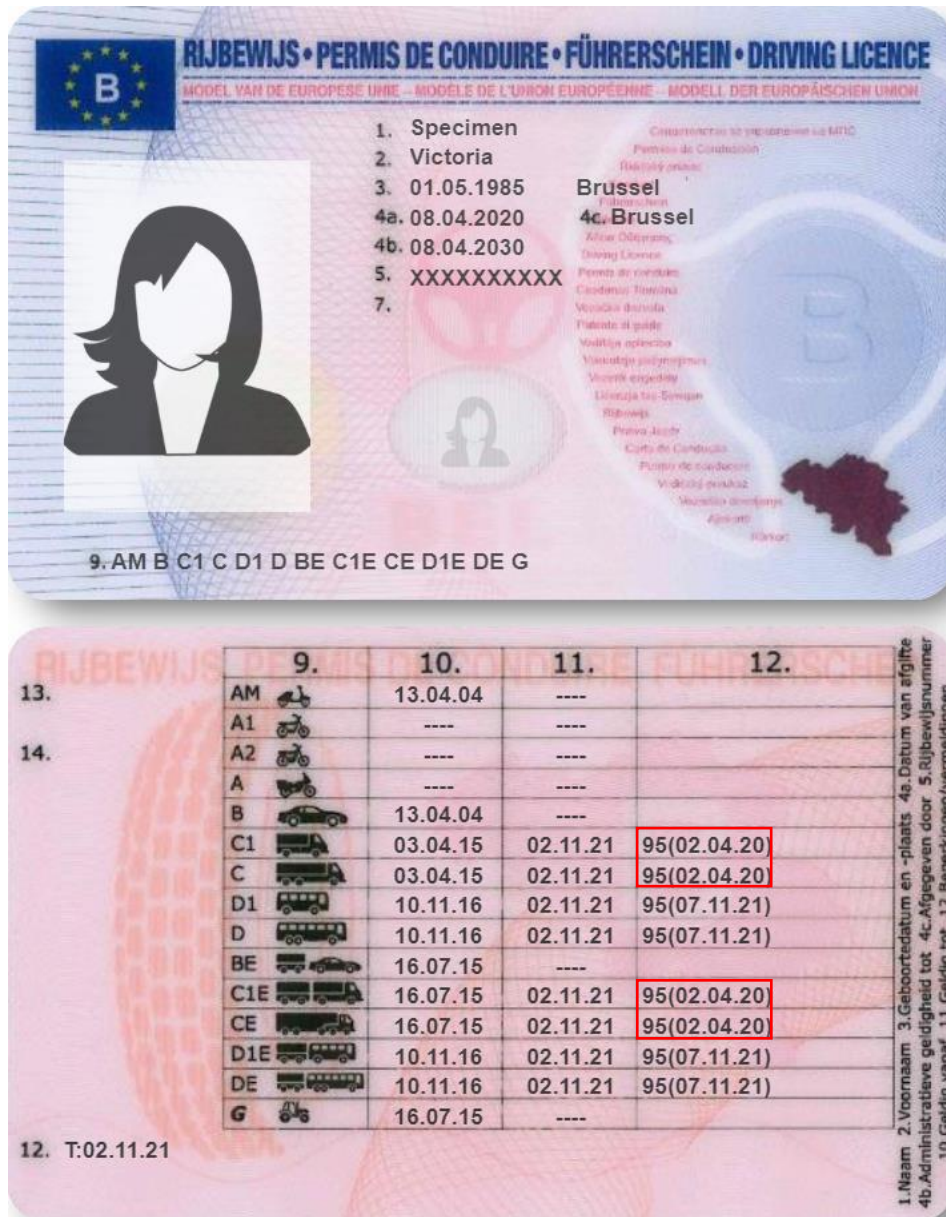 RIJBEWIJS • PERMIS DE CONDUIRE • FÜHRERSCHEIN • DRIVING LICENCE
B
MODEL VAN DE EUROPESE UNIE – MODÈLE DE L'UNION EUROPÉENNE – MODELL DER EUROPÄISCHEN UNION
1. Specimen
2. Victoria
3. 01.05.1985 Brussel
4a. 08.04.2020 4c. Brussel
4b. 08.04.2030
5. XXXXXXXXXX
7.
Driving Licence
Permis de conduire
B
Rijbewijs
9. AM B C1 C D1 D BE C1E CE D1E DE G
RIJBEWIJS PERMIS DE CONDUIRE FÜHRERSCHE
9. 10. 11. 12.
13. AM 13.04.04 ----
A1 ---- ----
14. A2 ---- ----
A ---- ----
B 13.04.04 ----
C1 03.04.15 02.11.21 95(02.04.20)
C 03.04.15 02.11.21 95(02.04.20)
D1 10.11.16 02.11.21 95(07.11.21)
D 10.11.16 02.11.21 95(07.11.21)
BE 16.07.15 ----
C1E 16.07.15 02.11.21 95(02.04.20)
CE 16.07.15 02.11.21 95(02.04.20)
D1E 10.11.16 02.11.21 95(07.11.21)
DE 10.11.16 02.11.21 95(07.11.21)
G 16.07.15 ----
12. T:02.11.21
1.Naam 2.Voornaam 3.Geboortedatum en -plaats 4a.Datum van afgifte
4b.Administratieve geldigheid tot 4c.Afgegeven door 5.Rijbewijsnummer